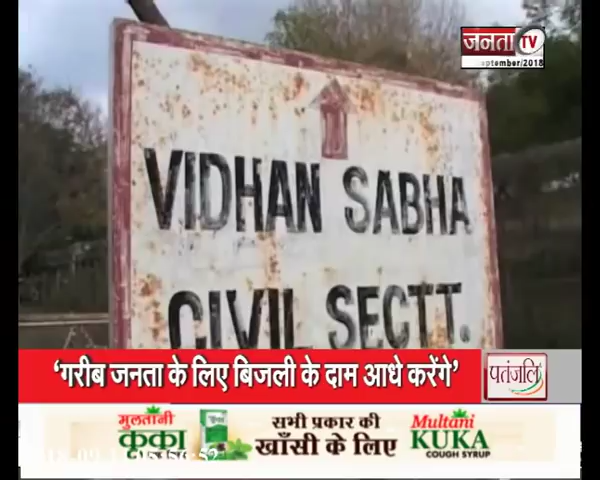 जनता TV
eptember/2018
VIDHAN SABHA
CIVIL SECTT.
‘गरीब जनता के लिए बिजली के दाम आधे करेंगे’
पतंजलि
मुलतानी
कूका
सभी प्रकार की
खाँसी के लिए
Multani
KUKA
COUGH SYRUP